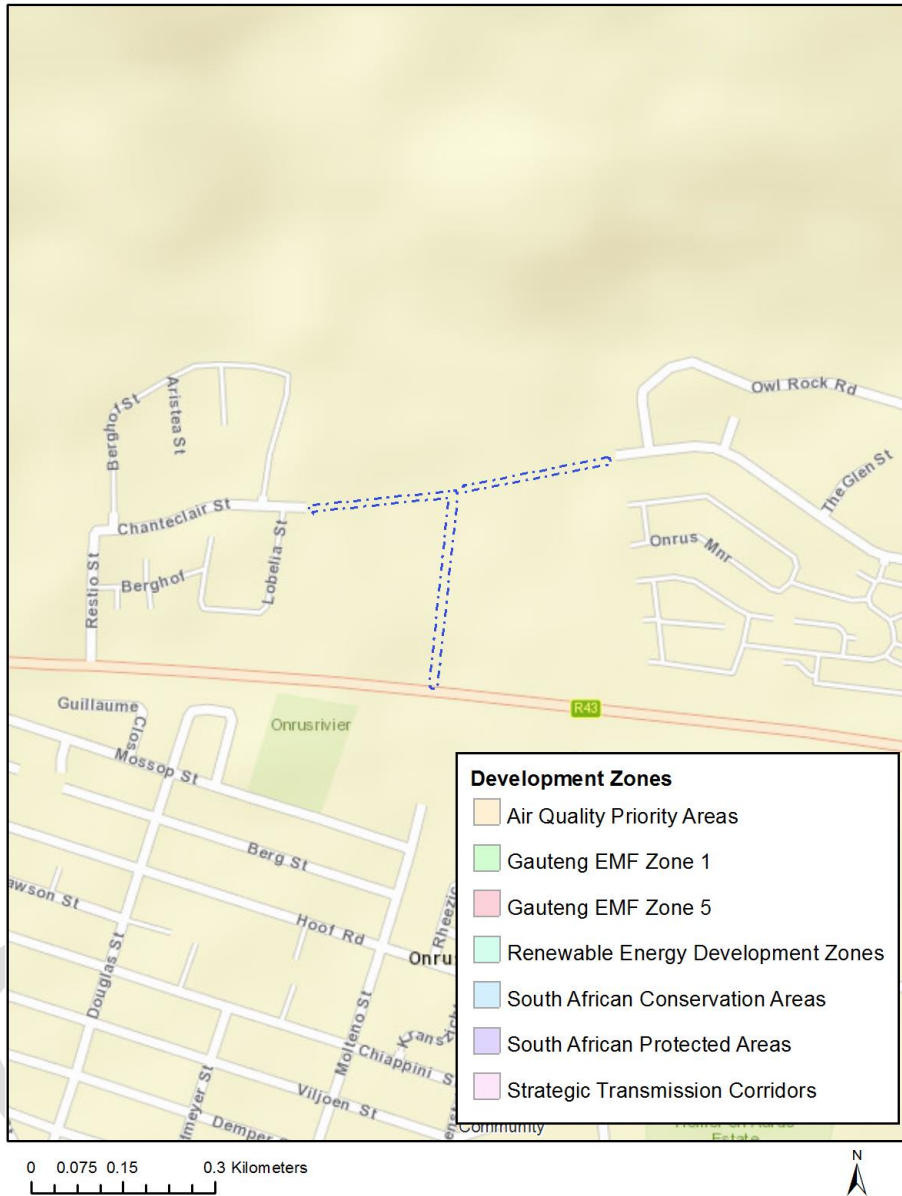 Owl Rock Rd
Berghof St
Aristea St
The Glen St
Chanteclair St
Onrus Mnr
Lobelia St
Berghof
Restio St
R43
Guillaume
Clos
Onrusrivier
Mossop St
Berg St
Hoof Rd
Douglas St
Molteno St
Chiappini S
Viljoen St
Community
Estate
Development Zones
Air Quality Priority Areas
Gauteng EMF Zone 1
Gauteng EMF Zone 5
Renewable Energy Development Zones
South African Conservation Areas
South African Protected Areas
Strategic Transmission Corridors
0 0.075 0.15 0.3 Kilometers
N